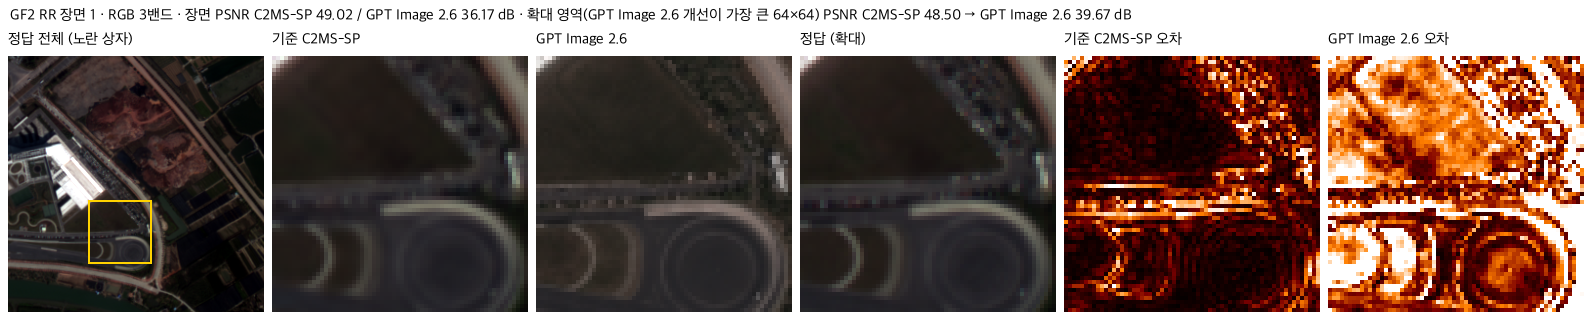 GF2 RR 장면 1 · RGB 3밴드 · 장면 PSNR C2MS-SP 49.02 / GPT Image 2.6 36.17 dB · 확대 영역(GPT Image 2.6 개선이 가장 큰 64×64) PSNR C2MS-SP 48.50 → GPT Image 2.6 39.67 dB
정답 전체 (노란 상자)
기준 C2MS-SP
GPT Image 2.6
정답 (확대)
기준 C2MS-SP 오차
GPT Image 2.6 오차